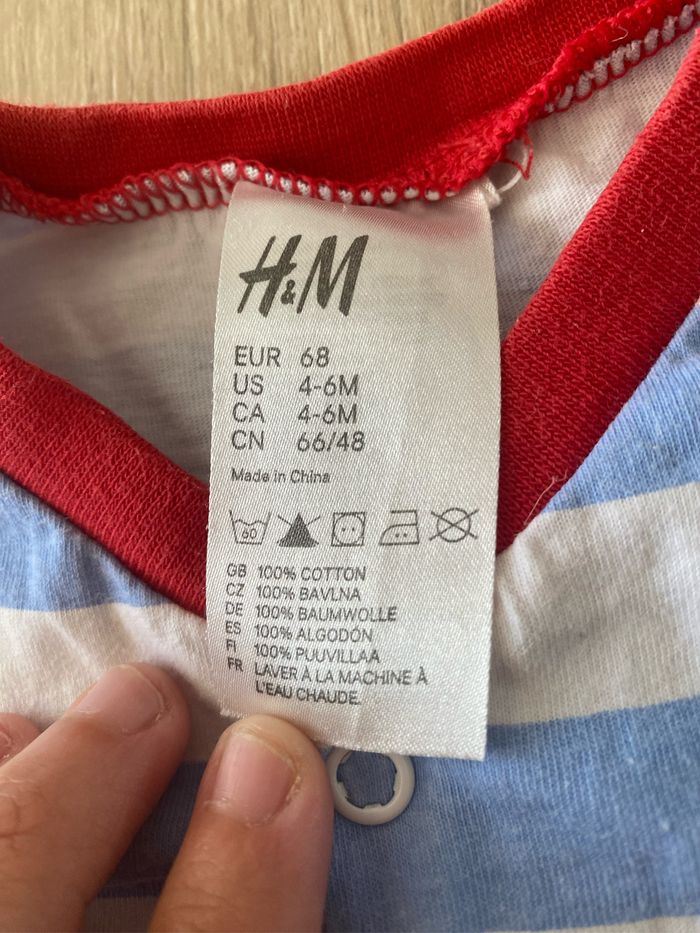 H&M
EUR 68
US 4-6M
CA 4-6M
CN 66/48
Made in China
60
GB 100% COTTON
CZ 100% BAVLNA
DE 100% BAUMWOLLE
ES 100% ALGODÓN
FI 100% PUUVILLAA
FR LAVER À LA MACHINE À
L'EAU CHAUDE.